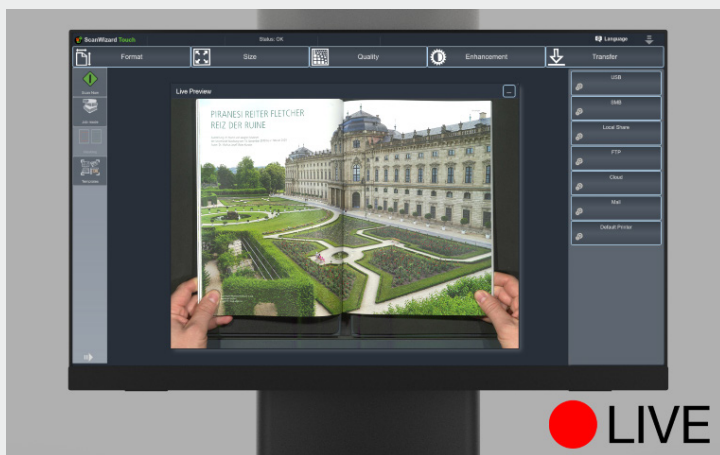 ScanWizard Touch
Status: OK
Language
Format
Size
Quality
Enhancement
Transfer
Live Preview
PIRANESI REITER FLETCHER
REIZ DER RUINE
USB
SMB
Local Share
FTP
Cloud
Mail
Default Printer
LIVE